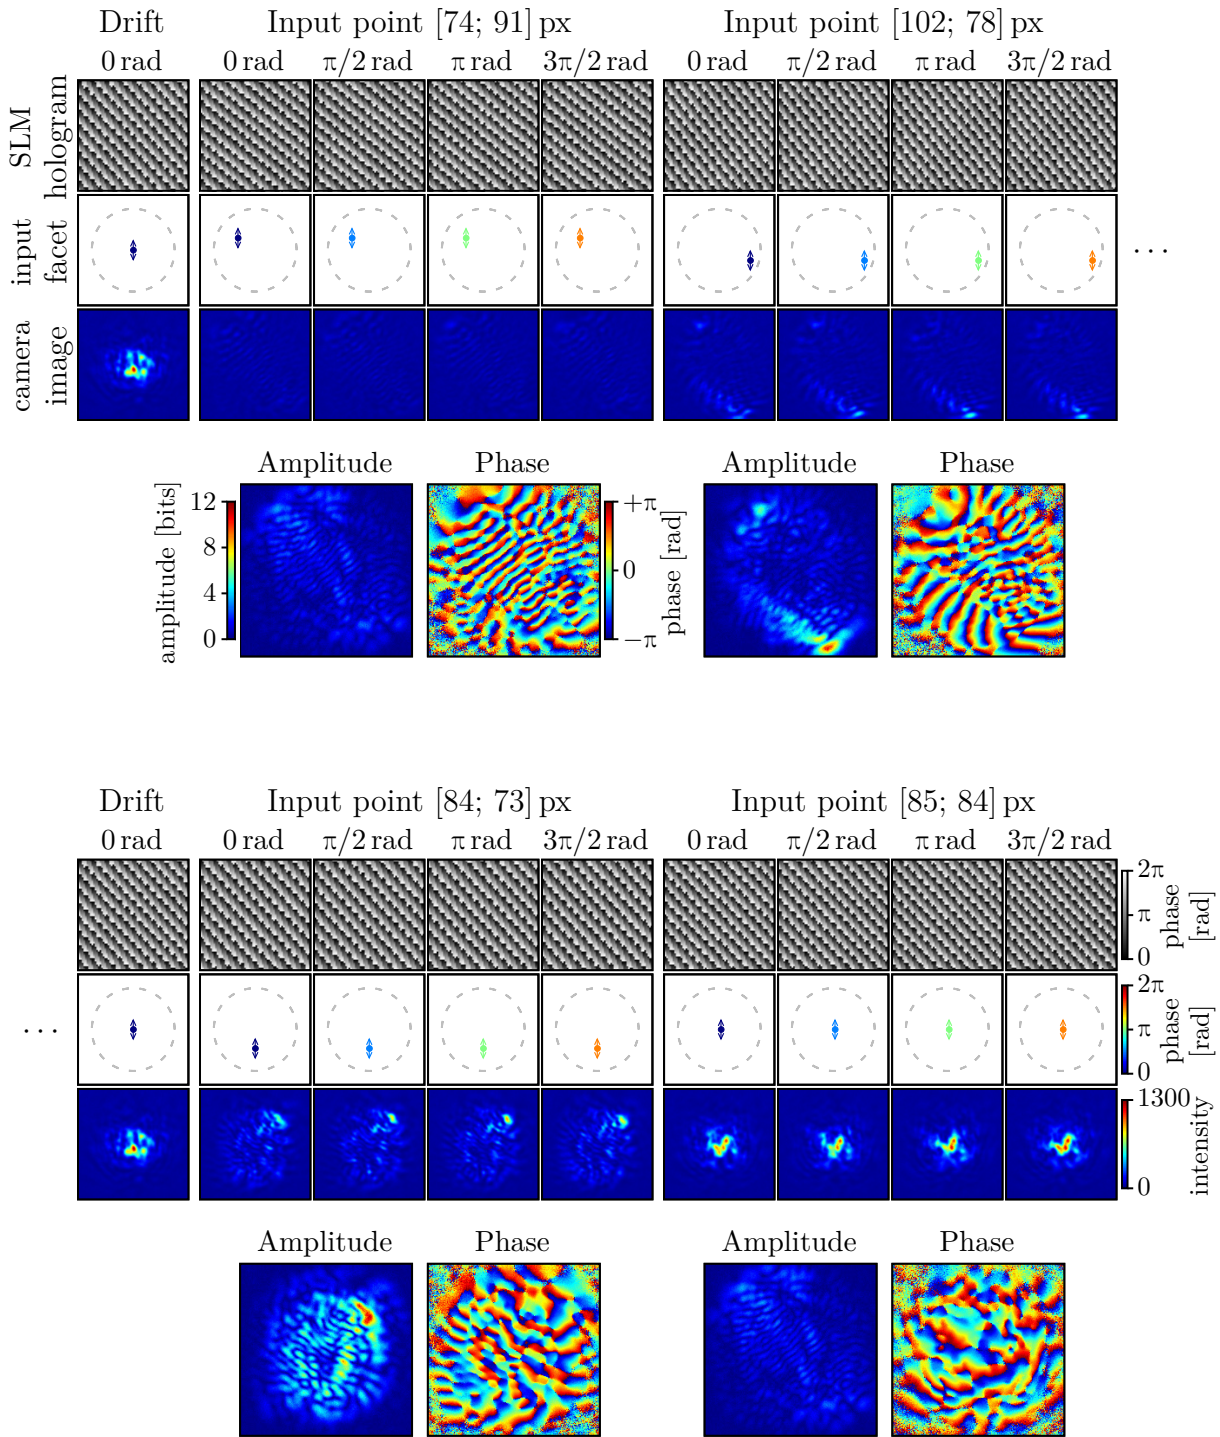 Drift Input point [74; 91] px Input point [102; 78] px
0 rad 0 rad π/2 rad π rad 3π/2 rad 0 rad π/2 rad π rad 3π/2 rad
SLM
hologram
input
facet
...
camera
image
Amplitude Phase Amplitude Phase
amplitude [bits]
12
8
4
0
+π
0
−π
phase [rad]
Drift Input point [84; 73] px Input point [85; 84] px
0 rad 0 rad π/2 rad π rad 3π/2 rad 0 rad π/2 rad π rad 3π/2 rad
2π
π
0
phase
[rad]
...
2π
π
0
phase
[rad]
1300
0
intensity
Amplitude Phase Amplitude Phase